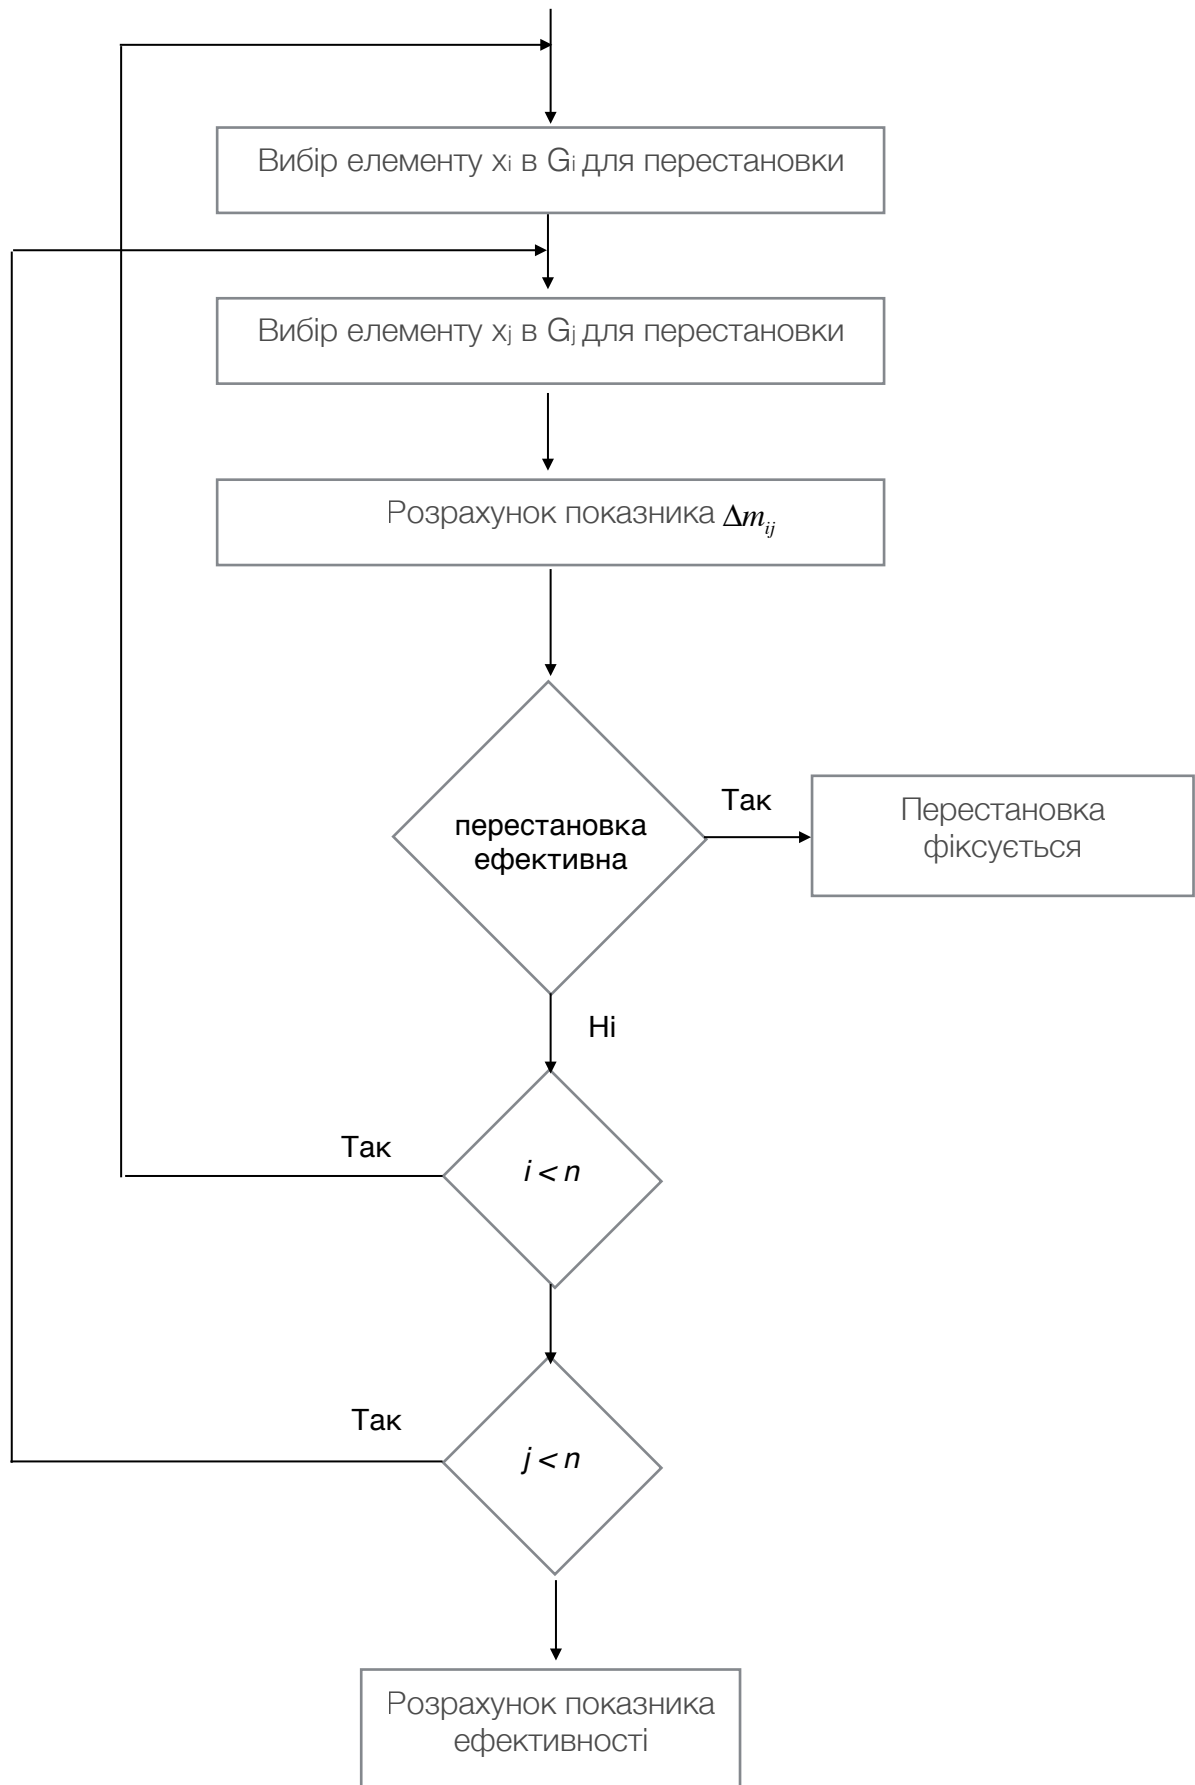 Вибір елементу xi в Gi для перестановки
Вибір елементу xj в Gj для перестановки
Розрахунок показника Δmij
перестановка
ефективна
Так
Перестановка
фіксується
Ні
Так
i < n
Так
j < n
Розрахунок показника
ефективності